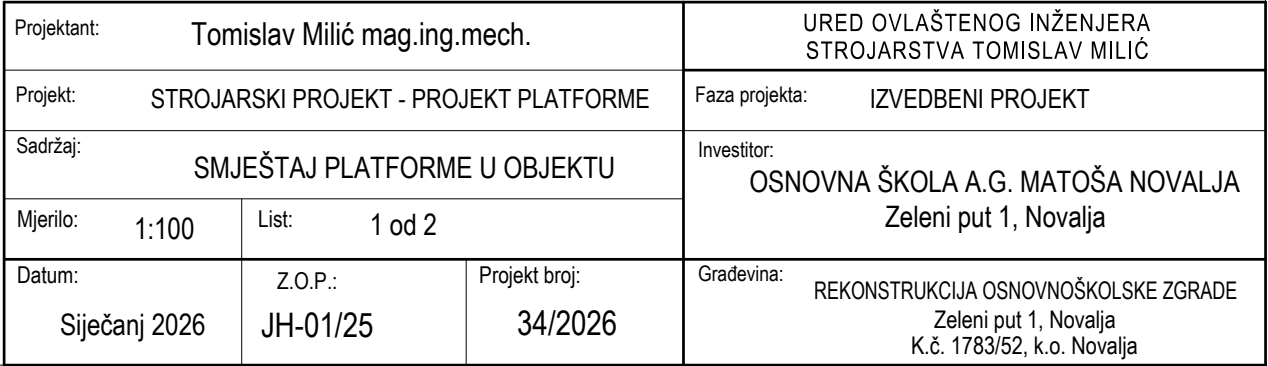 Projektant: Tomislav Milić mag.ing.mech.
URED OVLAŠTENOG INŽENJERA
STROJARSTVA TOMISLAV MILIĆ
Projekt: STROJARSKI PROJEKT - PROJEKT PLATFORME
Faza projekta: IZVEDBENI PROJEKT
Sadržaj:
SMJEŠTAJ PLATFORME U OBJEKTU
Investitor:
OSNOVNA ŠKOLA A.G. MATOŠA NOVALJA
Zeleni put 1, Novalja
Mjerilo: 1:100
List: 1 od 2
Datum:
Siječanj 2026
Z.O.P.:
JH-01/25
Projekt broj:
34/2026
Građevina:
REKONSTRUKCIJA OSNOVNOŠKOLSKE ZGRADE
Zeleni put 1, Novalja
K.č. 1783/52, k.o. Novalja